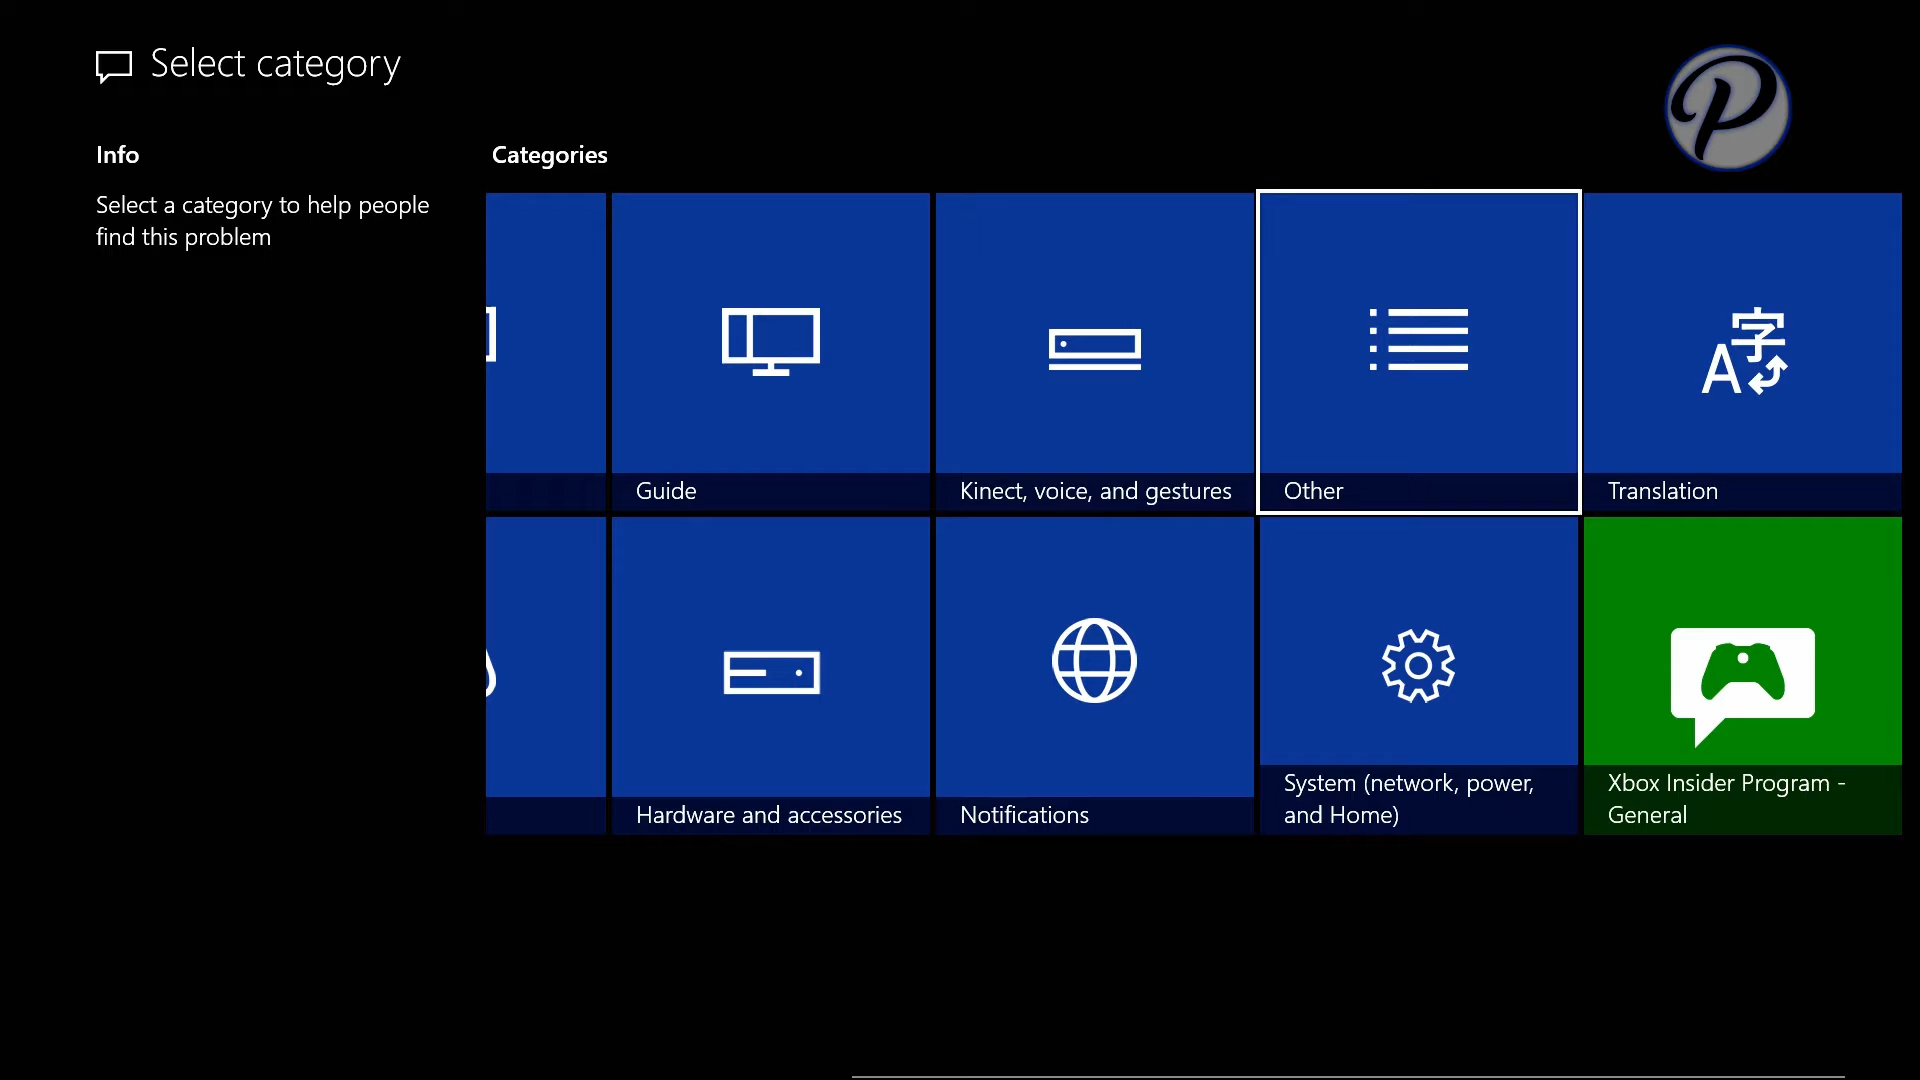 Select category
P
Info
Select a category to help people
find this problem
Categories
Guide
Kinect, voice, and gestures
Other
字
A
Translation
Hardware and accessories
Notifications
System (network, power,
and Home)
Xbox Insider Program -
General